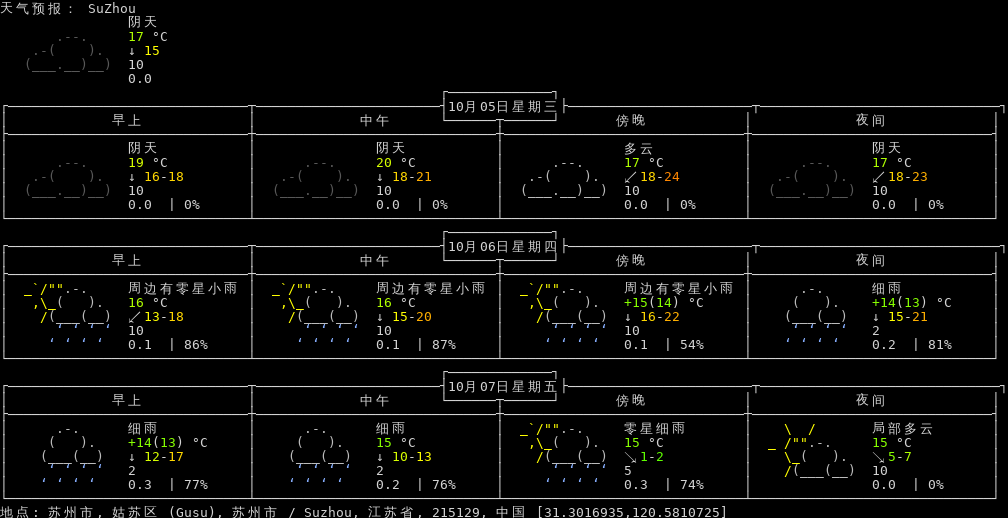 天气预报： SuZhou
阴天
17 °C
↓ 15
10
0.0
10月05日星期三
早上 中午 傍晚 夜间
阴天 阴天 多云 阴天
19 °C 20 °C 17 °C 17 °C
↓ 16-18 ↓ 18-21 ↙ 18-24 ↙ 18-23
10 10 10 10
0.0 | 0% 0.0 | 0% 0.0 | 0% 0.0 | 0%
10月06日星期四
早上 中午 傍晚 夜间
周边有零星小雨 周边有零星小雨 周边有零星小雨 细雨
16 °C 16 °C +15(14) °C +14(13) °C
↙ 13-18 ↓ 15-20 ↓ 16-22 ↓ 15-21
10 10 10 2
0.1 | 86% 0.1 | 87% 0.1 | 54% 0.2 | 81%
10月07日星期五
早上 中午 傍晚 夜间
细雨 细雨 零星细雨 局部多云
+14(13) °C 15 °C 15 °C 15 °C
↓ 12-17 ↓ 10-13 ↘ 1-2 ↘ 5-7
2 2 5 10
0.3 | 77% 0.2 | 76% 0.3 | 74% 0.0 | 0%
地点: 苏州市, 姑苏区 (Gusu), 苏州市 / Suzhou, 江苏省, 215129, 中国 [31.3016935,120.5810725]